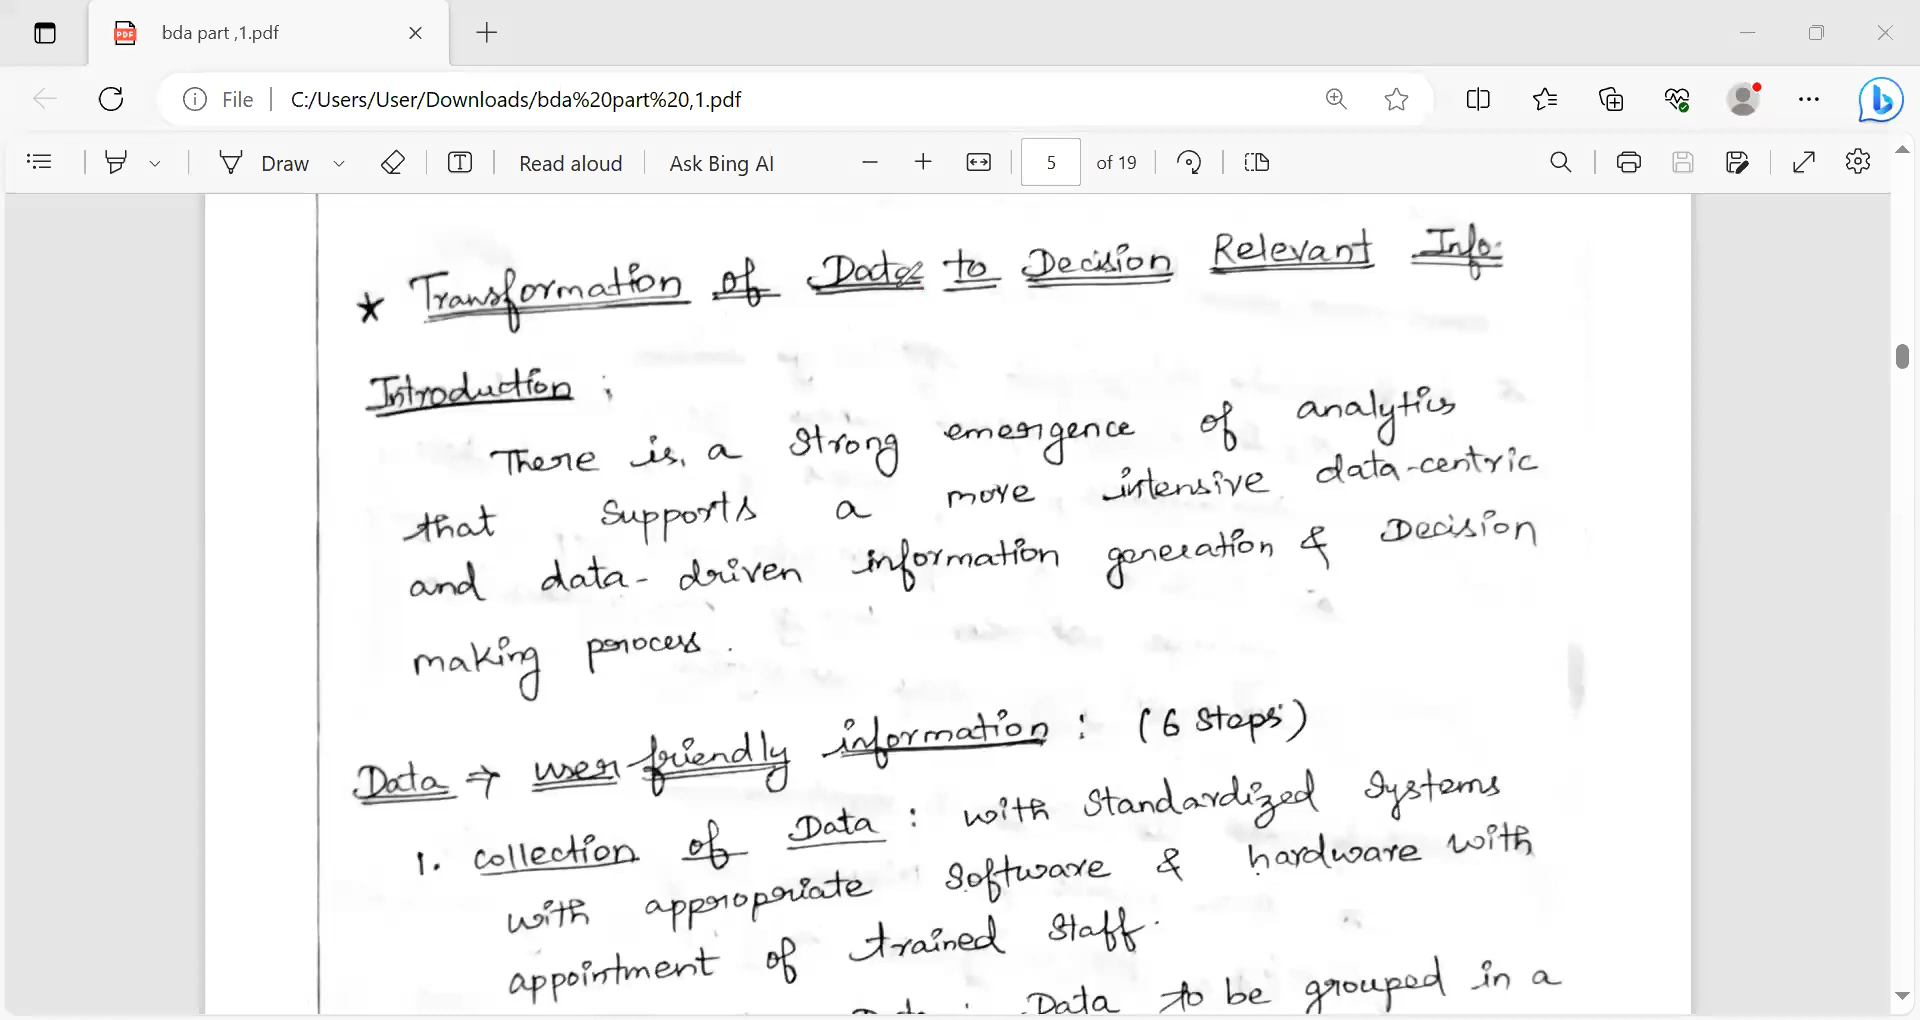 bda part ,1.pdf
File C:/Users/User/Downloads/bda%20part%20,1.pdf
Draw Read aloud Ask Bing AI 5 of 19
★ Transformation of Data to Decision Relevant Info.
Introduction :
There is a strong emergence of analytics
that supports a more intensive data-centric
and data-driven information generation & Decision
making process.
Data ⇒ user-friendly information : (6 Steps)
1. collection of Data : with standardized systems
with appropriate software & hardware with
appointment of trained staff.
Data : Data to be grouped in a